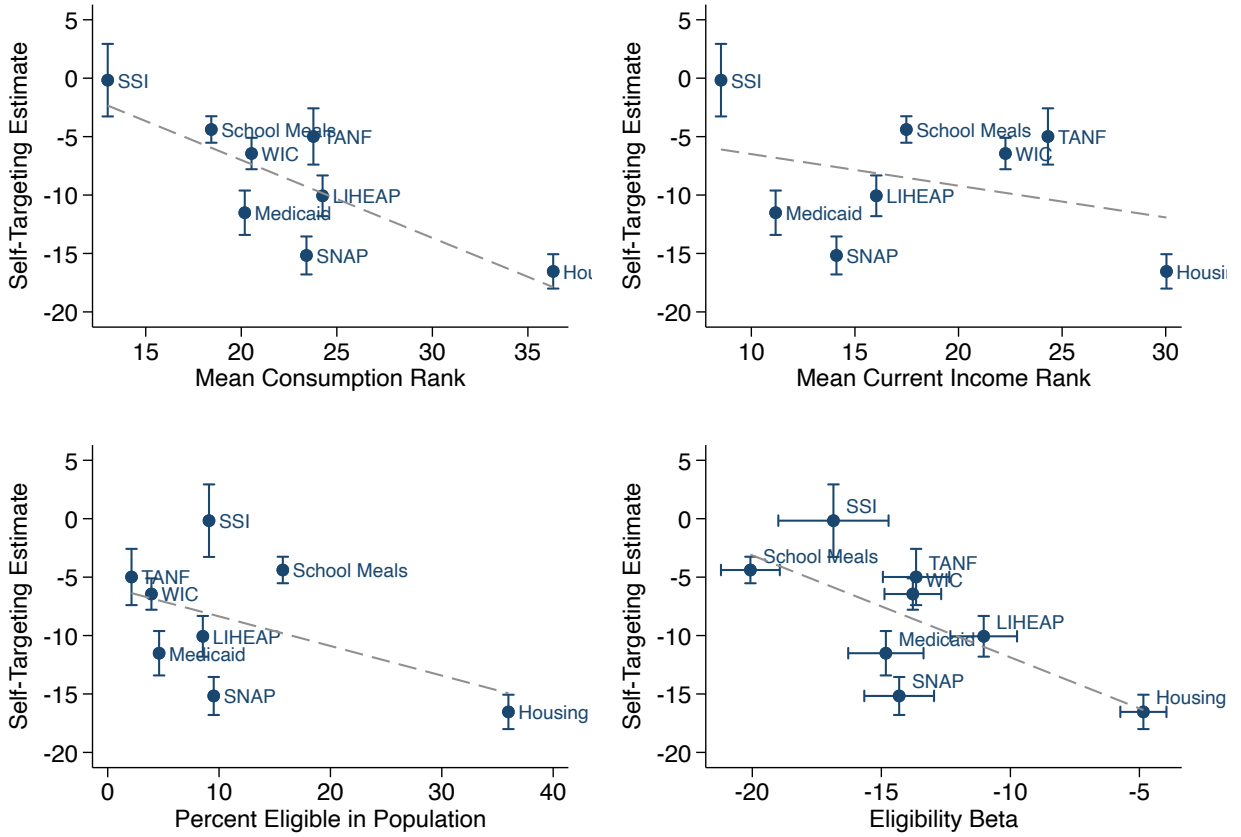 Self-Targeting Estimate
5
0
-5
-10
-15
-20
SSI
School Meals
TANF
WIC
LIHEAP
Medicaid
SNAP
Hou
15 20 25 30 35
Mean Consumption Rank
Self-Targeting Estimate
5
0
-5
-10
-15
-20
SSI
School Meals
TANF
WIC
LIHEAP
Medicaid
SNAP
Housi
10 15 20 25 30
Mean Current Income Rank
Self-Targeting Estimate
5
0
-5
-10
-15
-20
SSI
School Meals
TANF
WIC
LIHEAP
Medicaid
SNAP
Housing
0 10 20 30 40
Percent Eligible in Population
Self-Targeting Estimate
5
0
-5
-10
-15
-20
SSI
School Meals
TANF
WIC
LIHEAP
Medicaid
SNAP
Housing
-20 -15 -10 -5
Eligibility Beta